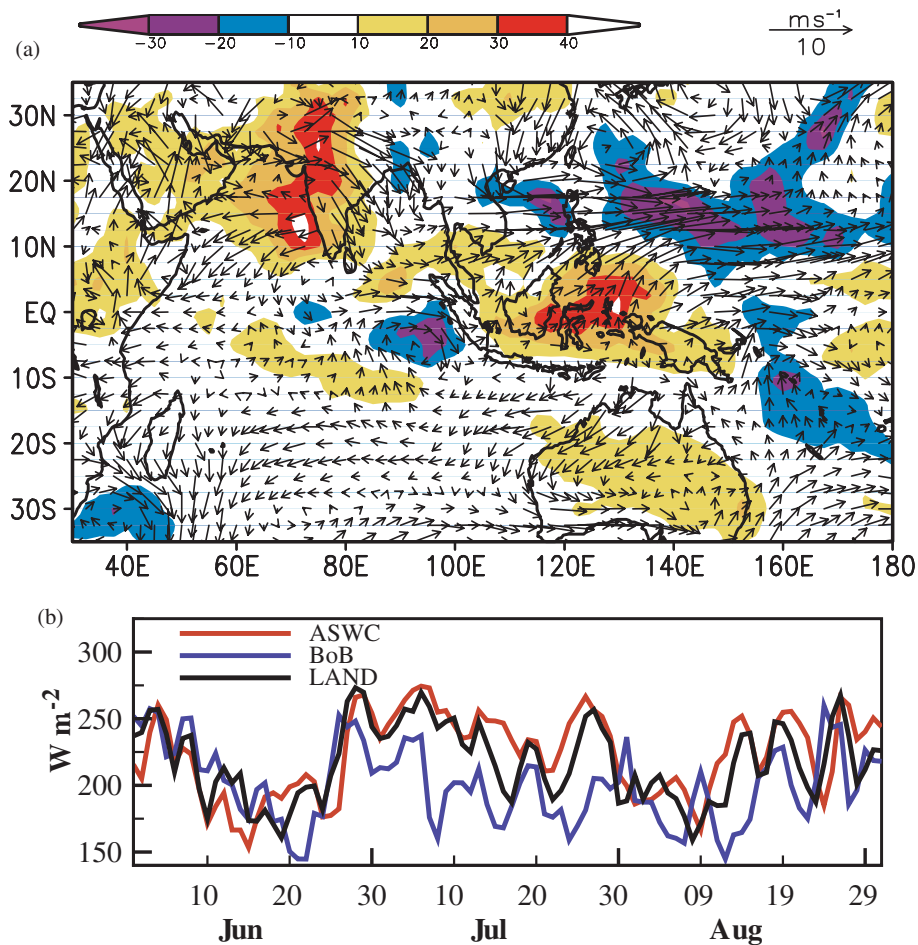 (a)
−30 −20 −10 10 20 30 40
ms⁻¹
10
30N
20N
10N
EQ
10S
20S
30S
40E 60E 80E 100E 120E 140E 160E 180
(b)
ASWC
BoB
LAND
W m⁻²
300
250
200
150
10 20 30 10 20 30 09 19 29
Jun Jul Aug